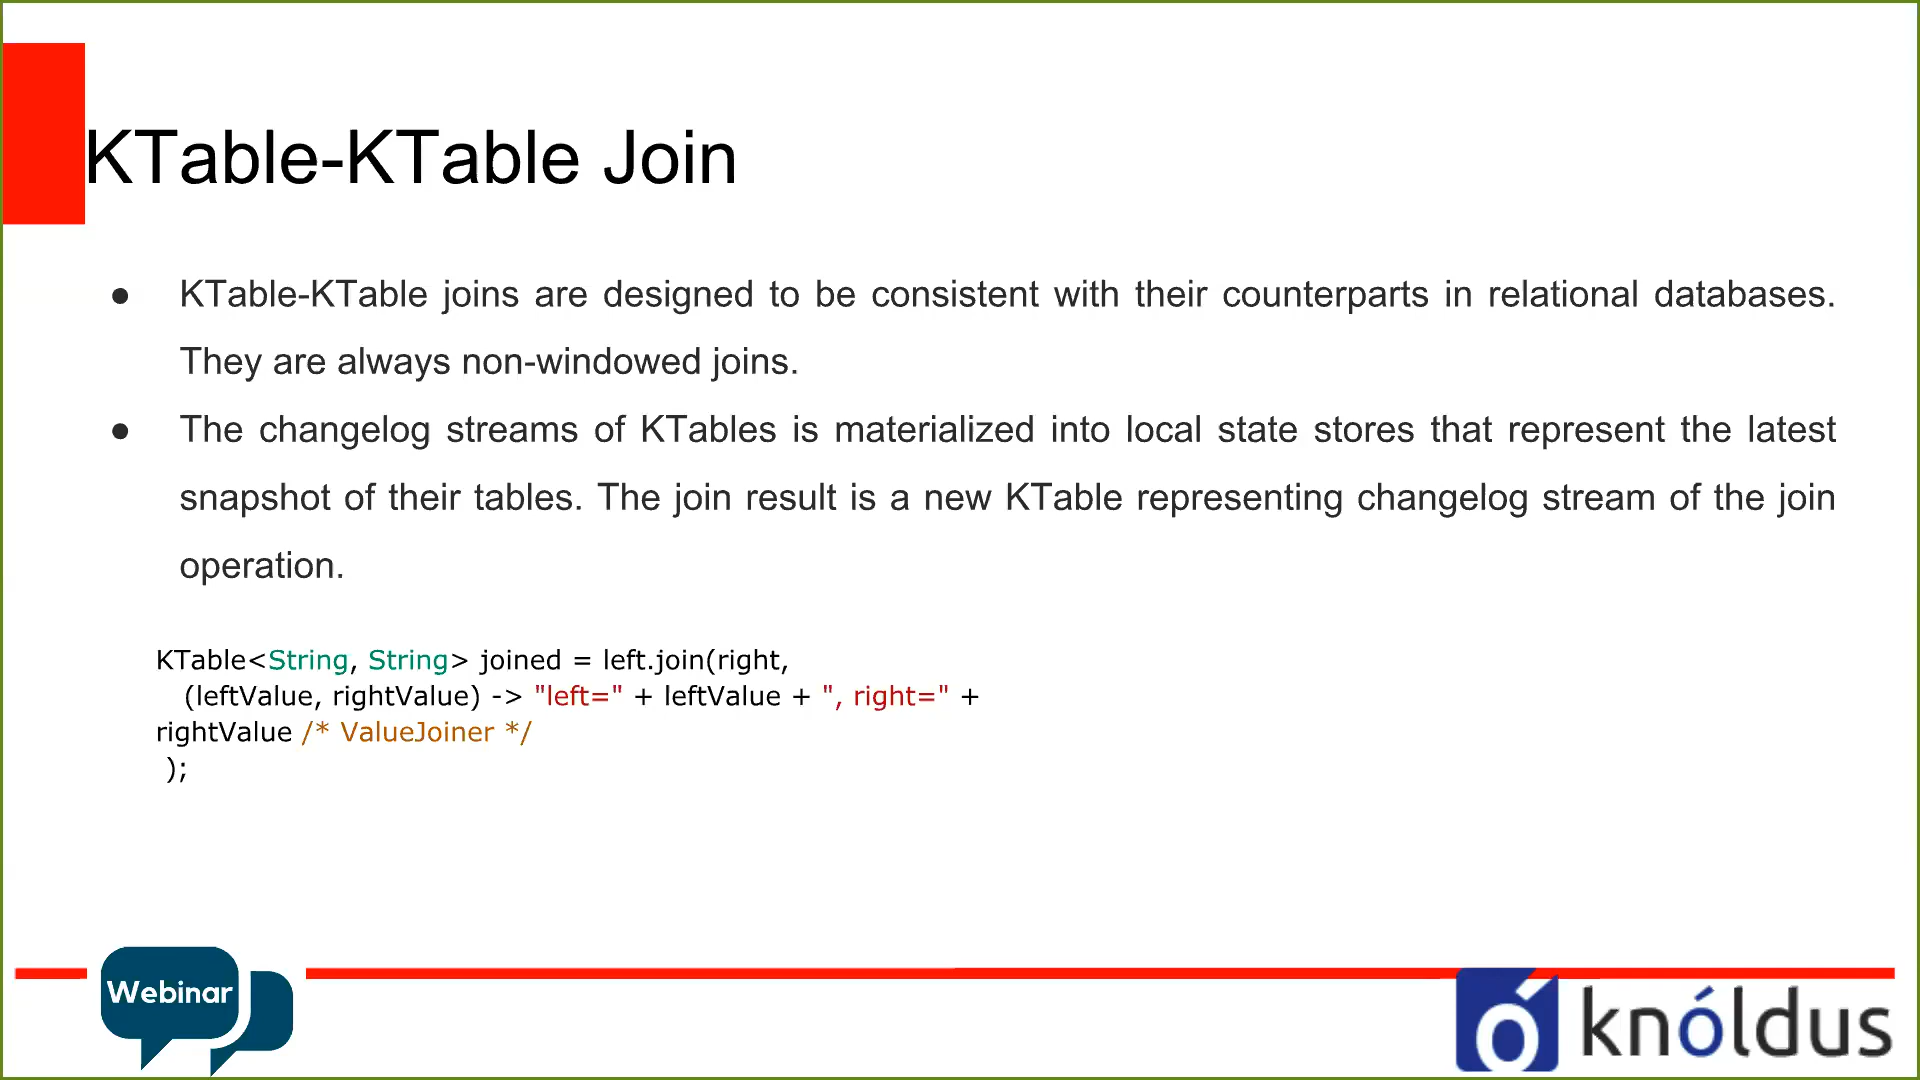 KTable-KTable Join
● KTable-KTable joins are designed to be consistent with their counterparts in relational databases.
They are always non-windowed joins.
● The changelog streams of KTables is materialized into local state stores that represent the latest
snapshot of their tables. The join result is a new KTable representing changelog stream of the join
operation.
KTable<String, String> joined = left.join(right,
(leftValue, rightValue) -> "left=" + leftValue + ", right=" +
rightValue /* ValueJoiner */
);
Webinar
knóldus